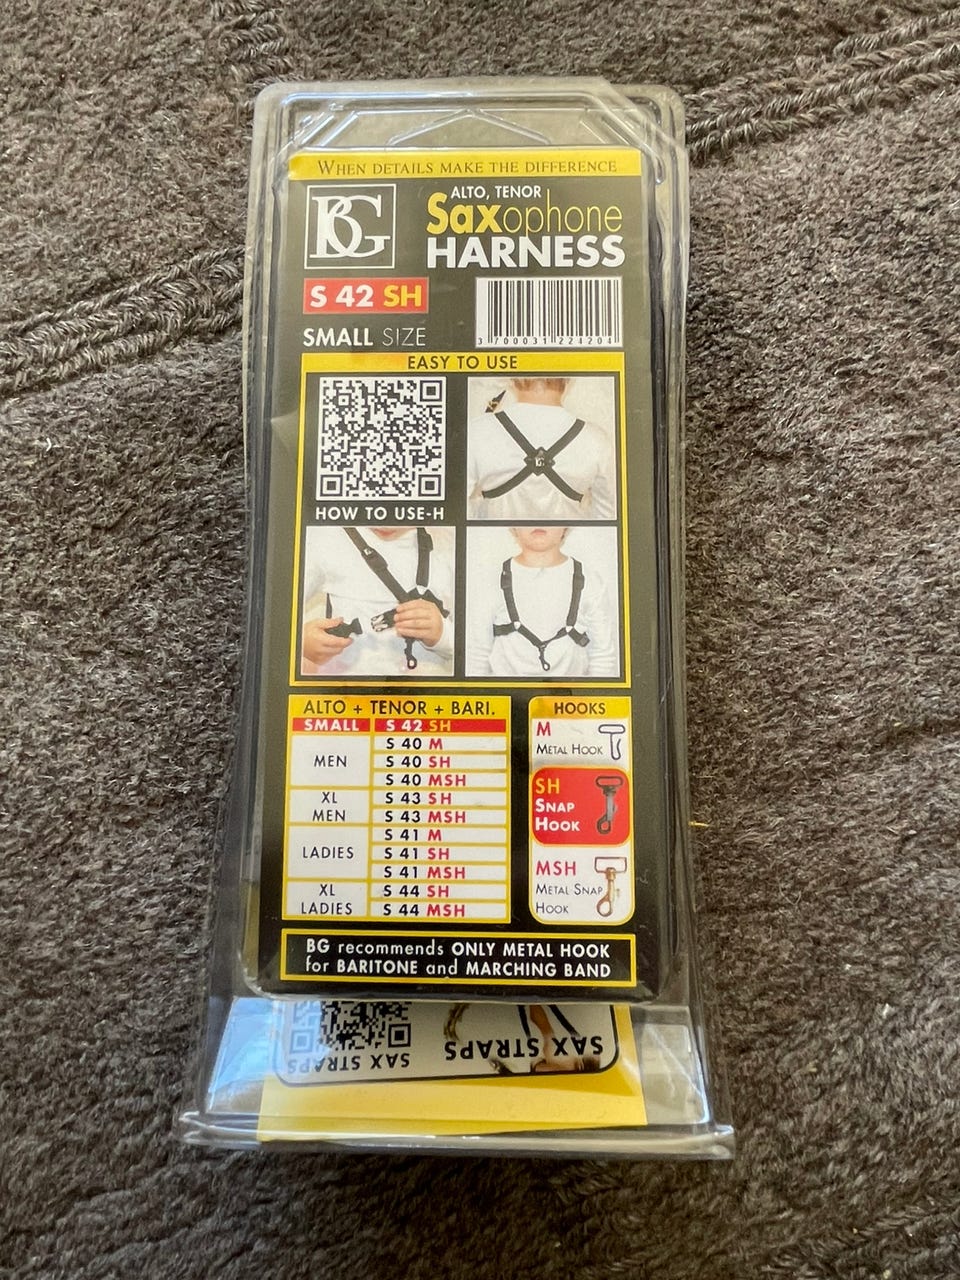 WHEN DETAILS MAKE THE DIFFERENCE
BG
ALTO, TENOR
Saxophone
HARNESS
S 42 SH
SMALL SIZE
3 700031 224204
EASY TO USE
HOW TO USE-H
ALTO + TENOR + BARI.
SMALL S 42 SH
MEN
S 40 M
S 40 SH
S 40 MSH
XL MEN
S 43 SH
S 43 MSH
LADIES
S 41 M
S 41 SH
S 41 MSH
XL LADIES
S 44 SH
S 44 MSH
HOOKS
M
METAL HOOK
SH
SNAP
HOOK
MSH
METAL SNAP
HOOK
BG recommends ONLY METAL HOOK
for BARITONE and MARCHING BAND
SAX STRAPS
SAX STRAPS